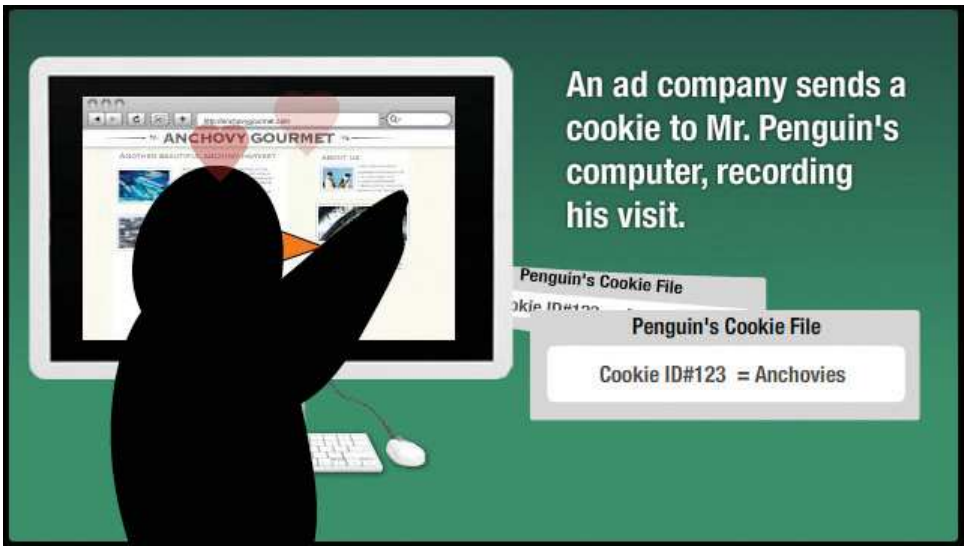 An ad company sends a
cookie to Mr. Penguin's
computer, recording
his visit.
ANCHOVY GOURMET
ABOUT US
Penguin's Cookie File
Penguin's Cookie File
Cookie ID#123 = Anchovies